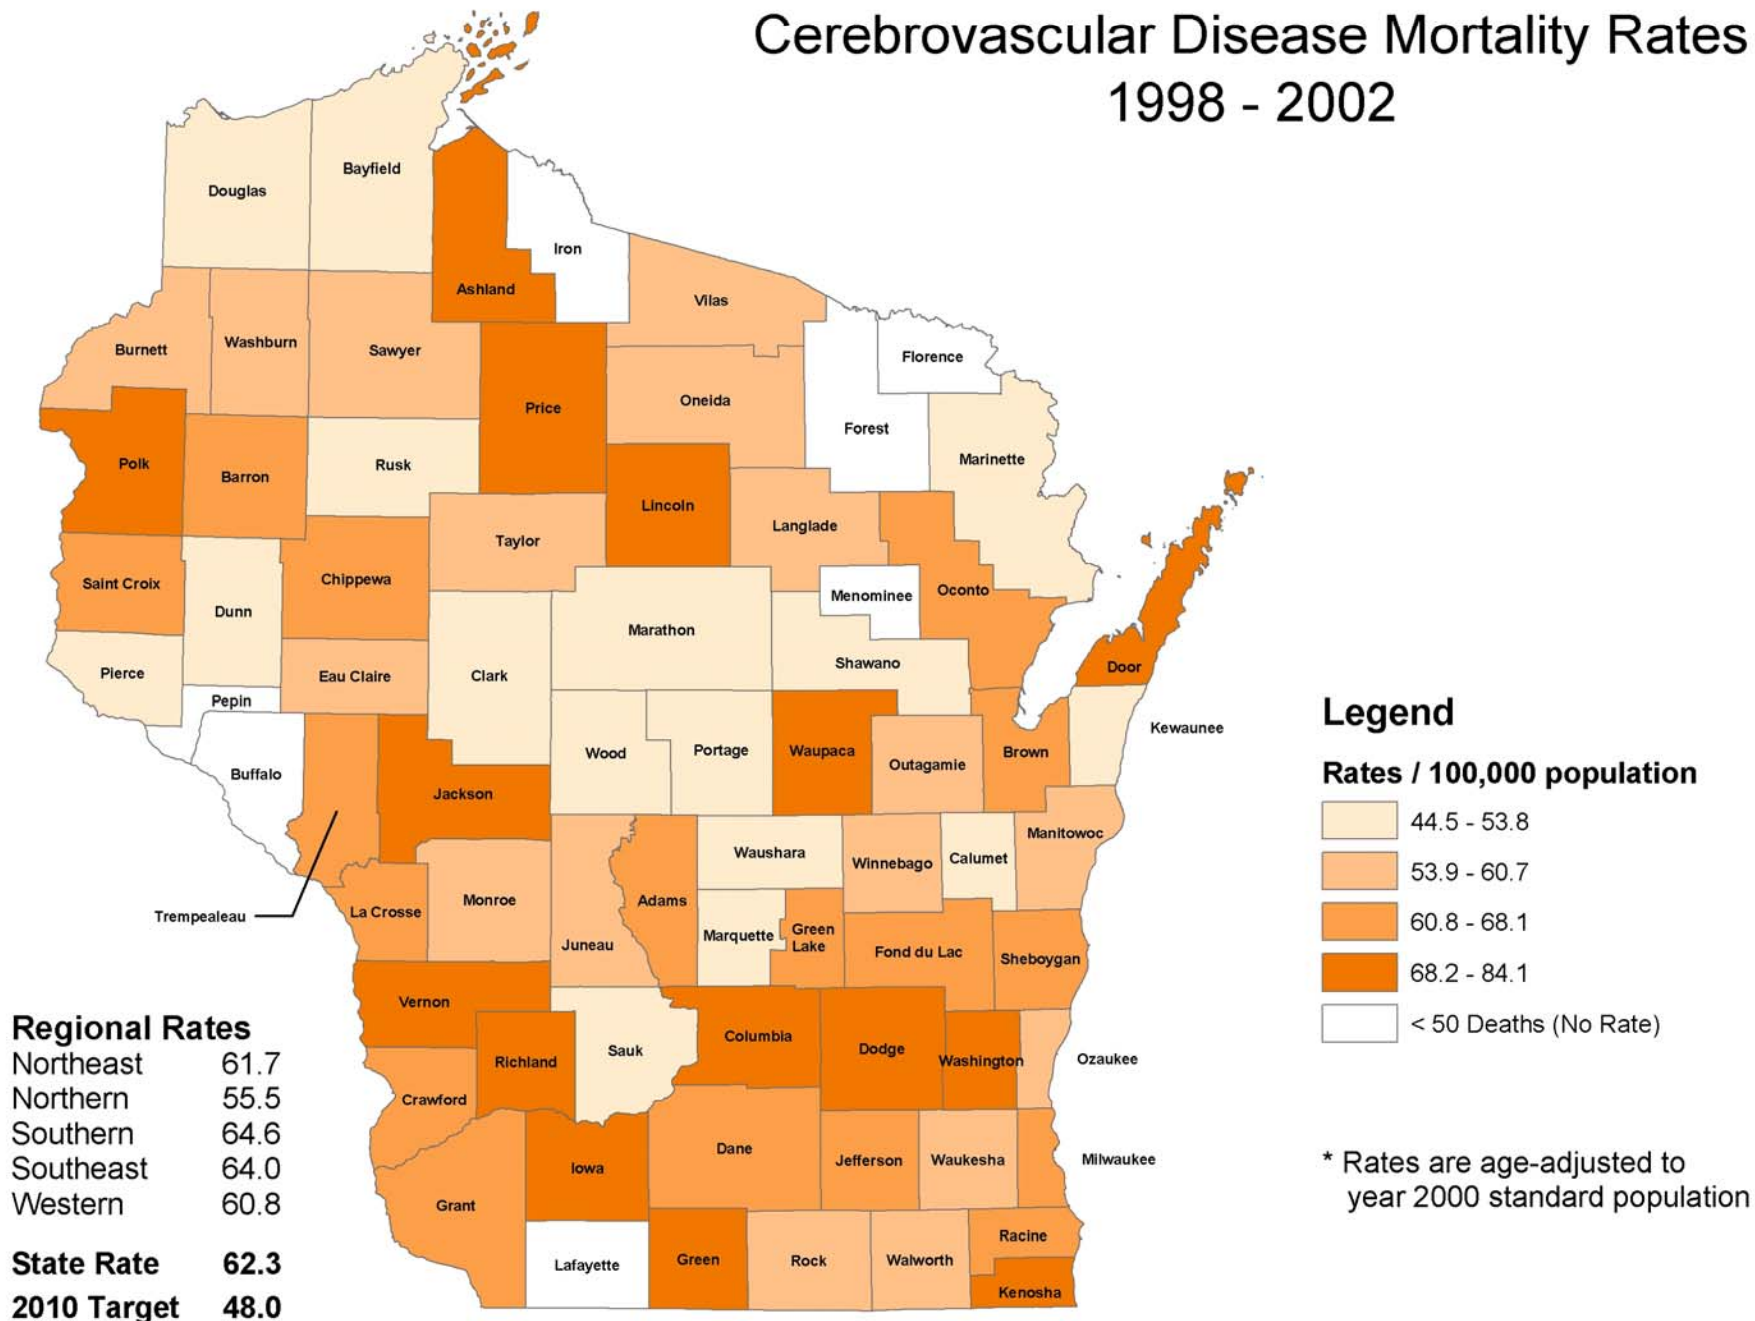 Cerebrovascular Disease Mortality Rates
1998 - 2002
Douglas
Bayfield
Iron
Ashland
Vilas
Burnett
Washburn
Sawyer
Florence
Price
Oneida
Forest
Polk
Barron
Rusk
Marinette
Lincoln
Langlade
Taylor
Saint Croix
Chippewa
Dunn
Menominee
Oconto
Marathon
Shawano
Door
Pierce
Eau Claire
Clark
Pepin
Kewaunee
Buffalo
Wood
Portage
Waupaca
Outagamie
Brown
Jackson
Manitowoc
Waushara
Winnebago
Calumet
Trempealeau
La Crosse
Monroe
Adams
Juneau
Marquette
Green
Lake
Fond du Lac
Sheboygan
Vernon
Richland
Sauk
Columbia
Dodge
Washington
Ozaukee
Crawford
Iowa
Dane
Jefferson
Waukesha
Milwaukee
Grant
Lafayette
Green
Rock
Walworth
Racine
Kenosha
Legend
Rates / 100,000 population
44.5 - 53.8
53.9 - 60.7
60.8 - 68.1
68.2 - 84.1
< 50 Deaths (No Rate)
* Rates are age-adjusted to
year 2000 standard population
Regional Rates
Northeast 61.7
Northern 55.5
Southern 64.6
Southeast 64.0
Western 60.8
State Rate 62.3
2010 Target 48.0